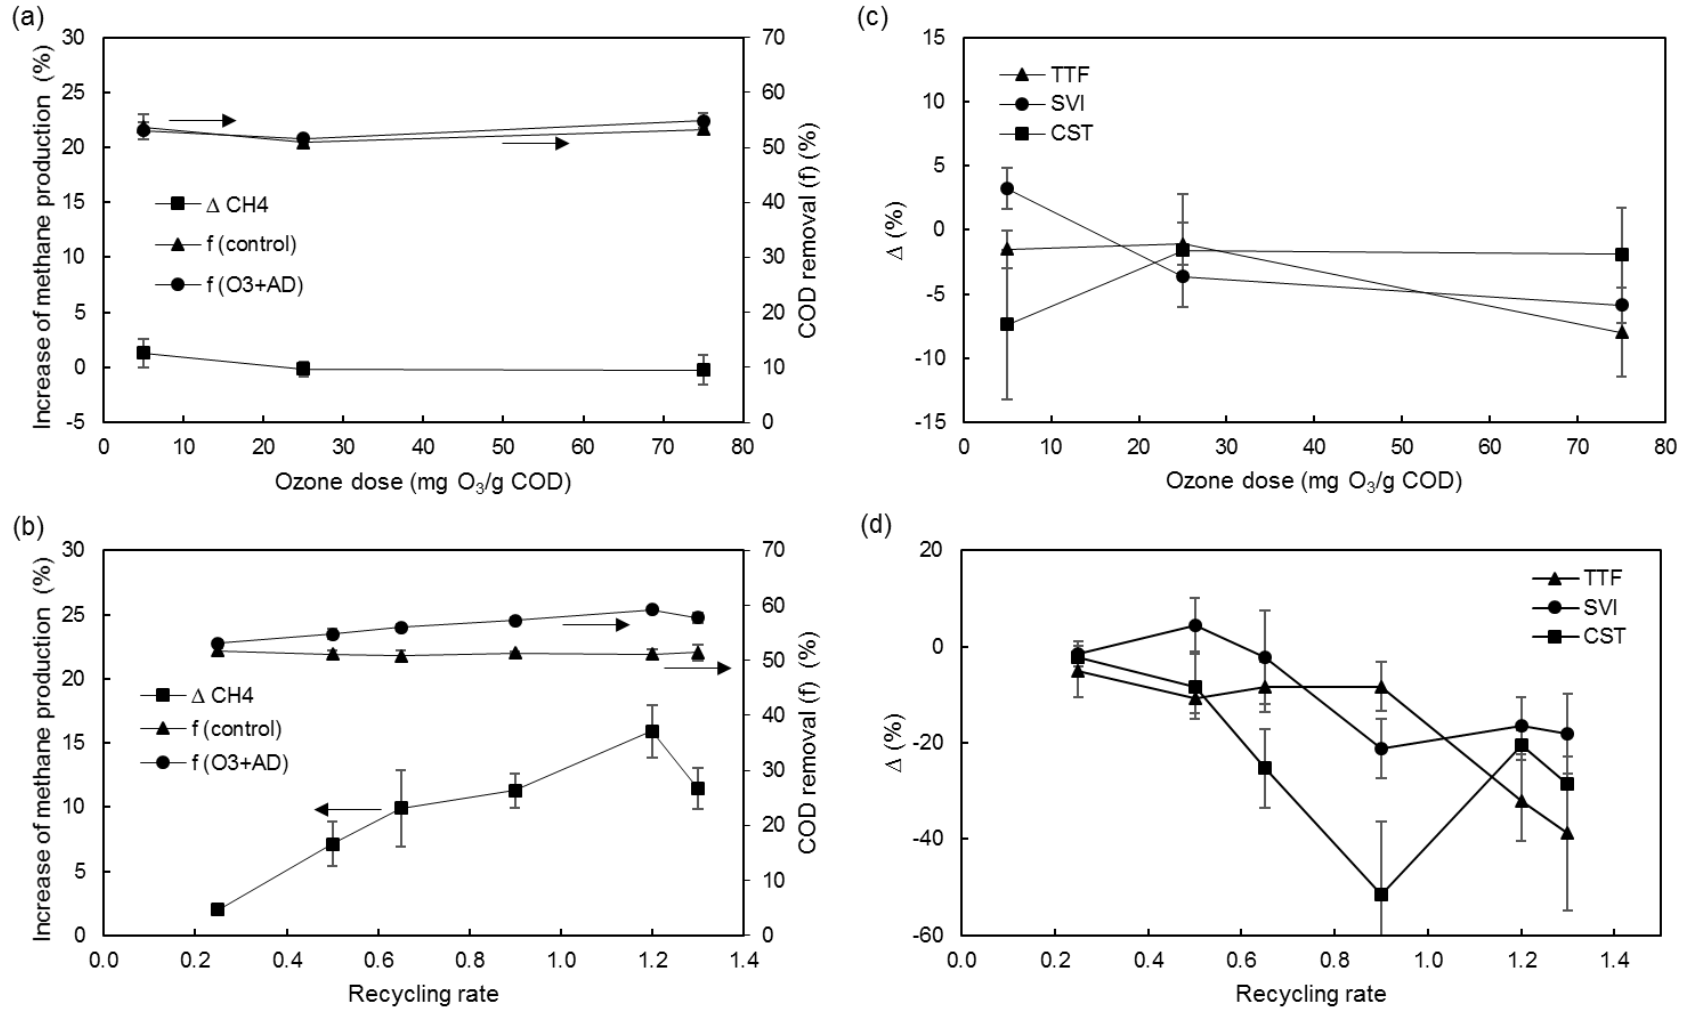 (a)
30
25
20
15
10
5
0
-5
Increase of methane production (%)
70
60
50
40
30
20
10
0
COD removal (f) (%)
Δ CH4
f (control)
f (O3+AD)
0 10 20 30 40 50 60 70 80
Ozone dose (mg O₃/g COD)
(c)
15
10
5
0
-5
-10
-15
Δ (%)
TTF
SVI
CST
0 10 20 30 40 50 60 70 80
Ozone dose (mg O₃/g COD)
(b)
30
25
20
15
10
5
0
Increase of methane production (%)
70
60
50
40
30
20
10
0
COD removal (f) (%)
Δ CH4
f (control)
f (O3+AD)
0.0 0.2 0.4 0.6 0.8 1.0 1.2 1.4
Recycling rate
(d)
20
0
-20
-40
-60
Δ (%)
TTF
SVI
CST
0.0 0.2 0.4 0.6 0.8 1.0 1.2 1.4
Recycling rate